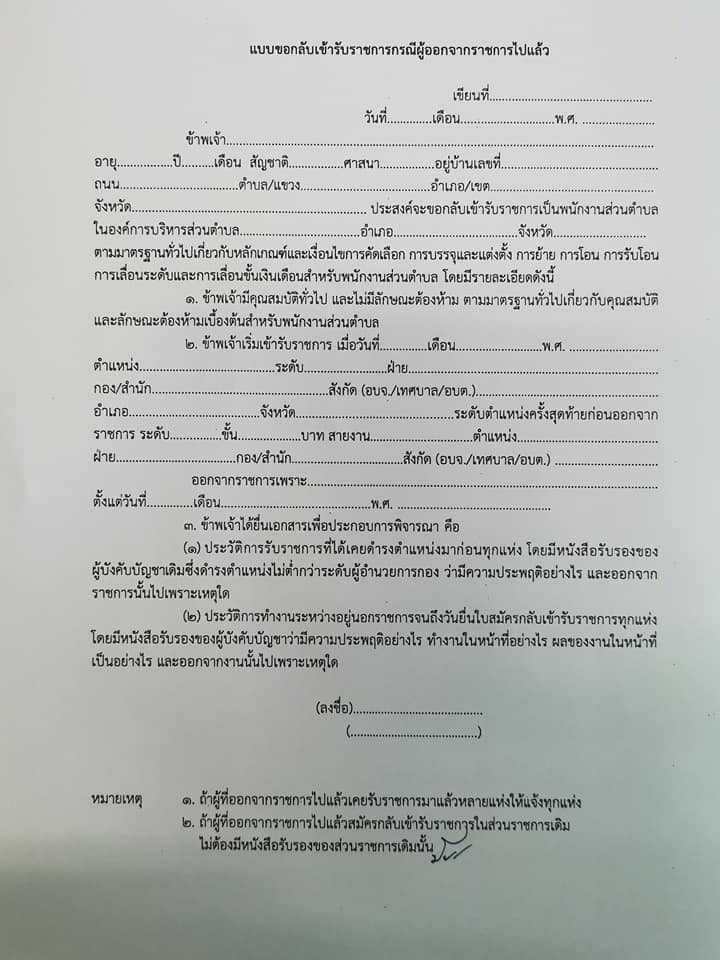 แบบขอกลับเข้ารับราชการกรณีผู้ออกจากราชการไปแล้ว
เขียนที่..............................................
วันที่..............เดือน..............................พ.ศ. .......................
ข้าพเจ้า..............................................................................................................................
อายุ.................ปี..........เดือน สัญชาติ.................ศาสนา.................อยู่บ้านเลขที่..................................................
ถนน......................................ตำบล/แขวง..........................................อำเภอ/เขต....................................................
จังหวัด........................................................................... ประสงค์จะขอกลับเข้ารับราชการเป็นพนักงานส่วนตำบล
ในองค์การบริหารส่วนตำบล.......................................อำเภอ........................................จังหวัด..............................
ตามมาตรฐานทั่วไปเกี่ยวกับหลักเกณฑ์และเงื่อนไขการคัดเลือก การบรรจุและแต่งตั้ง การย้าย การโอน การรับโอน
การเลื่อนระดับและการเลื่อนขั้นเงินเดือนสำหรับพนักงานส่วนตำบล โดยมีรายละเอียดดังนี้
๑. ข้าพเจ้ามีคุณสมบัติทั่วไป และไม่มีลักษณะต้องห้าม ตามมาตรฐานทั่วไปเกี่ยวกับคุณสมบัติ
และลักษณะต้องห้ามเบื้องต้นสำหรับพนักงานส่วนตำบล
๒. ข้าพเจ้าเริ่มเข้ารับราชการ เมื่อวันที่...............เดือน...........................พ.ศ. ............................
ตำแหน่ง...........................................ระดับ..........................ฝ่าย................................................................................
กอง/สำนัก........................................................สังกัด (อบจ./เทศบาล/อบต.)..........................................................
อำเภอ.........................................จังหวัด..................................................ระดับตำแหน่งครั้งสุดท้ายก่อนออกจาก
ราชการ ระดับ................ขั้น....................บาท สายงาน................................ตำแหน่ง.............................................
ฝ่าย......................................กอง/สำนัก...................................สังกัด (อบจ./เทศบาล/อบต.) .................................
ออกจากราชการเพราะ..............................................................................................................
ตั้งแต่วันที่...............เดือน...............................................พ.ศ. .................................................
๓. ข้าพเจ้าได้ยื่นเอกสารเพื่อประกอบการพิจารณา คือ
(๑) ประวัติการรับราชการที่ได้เคยดำรงตำแหน่งมาก่อนทุกแห่ง โดยมีหนังสือรับรองของ
ผู้บังคับบัญชาเดิมซึ่งดำรงตำแหน่งไม่ต่ำกว่าระดับผู้อำนวยการกอง ว่ามีความประพฤติอย่างไร และออกจาก
ราชการนั้นไปเพราะเหตุใด
(๒) ประวัติการทำงานระหว่างอยู่นอกราชการจนถึงวันยื่นใบสมัครกลับเข้ารับราชการทุกแห่ง
โดยมีหนังสือรับรองของผู้บังคับบัญชาว่ามีความประพฤติอย่างไร ทำงานในหน้าที่อย่างไร ผลของงานในหน้าที่
เป็นอย่างไร และออกจากงานนั้นไปเพราะเหตุใด
(ลงชื่อ).........................................
(........................................)
หมายเหตุ ๑. ถ้าผู้ที่ออกจากราชการไปแล้วเคยรับราชการมาแล้วหลายแห่งให้แจ้งทุกแห่ง
๒. ถ้าผู้ที่ออกจากราชการไปแล้วสมัครกลับเข้ารับราชการในส่วนราชการเดิม
ไม่ต้องมีหนังสือรับรองของส่วนราชการเดิมนั้น